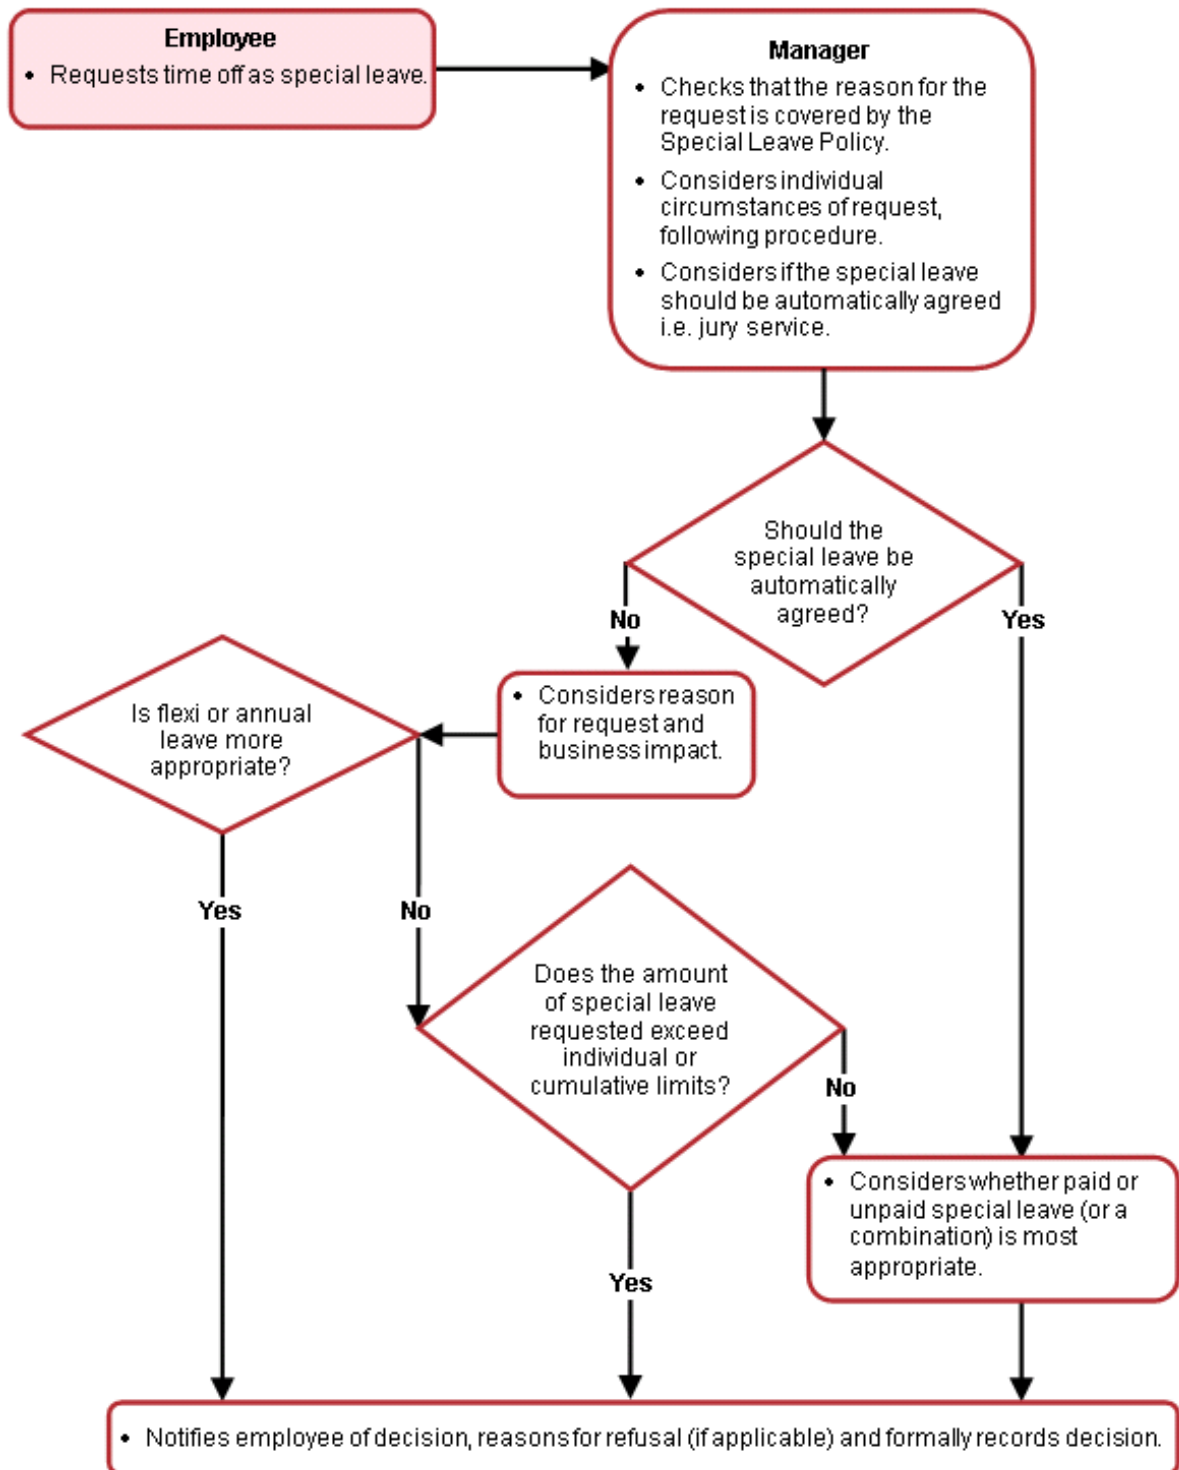 Employee
• Requests time off as special leave.
Manager
• Checks that the reason for the
request is covered by the
Special Leave Policy.
• Considers individual
circumstances of request,
following procedure.
• Considers if the special leave
should be automatically agreed
i.e. jury service.
Should the
special leave be
automatically
agreed?
No
Yes
• Considers reason
for request and
business impact.
Is flexi or annual
leave more
appropriate?
Yes
No
Does the amount
of special leave
requested exceed
individual or
cumulative limits?
No
Yes
• Considers whether paid or
unpaid special leave (or a
combination) is most
appropriate.
• Notifies employee of decision, reasons for refusal (if applicable) and formally records decision.